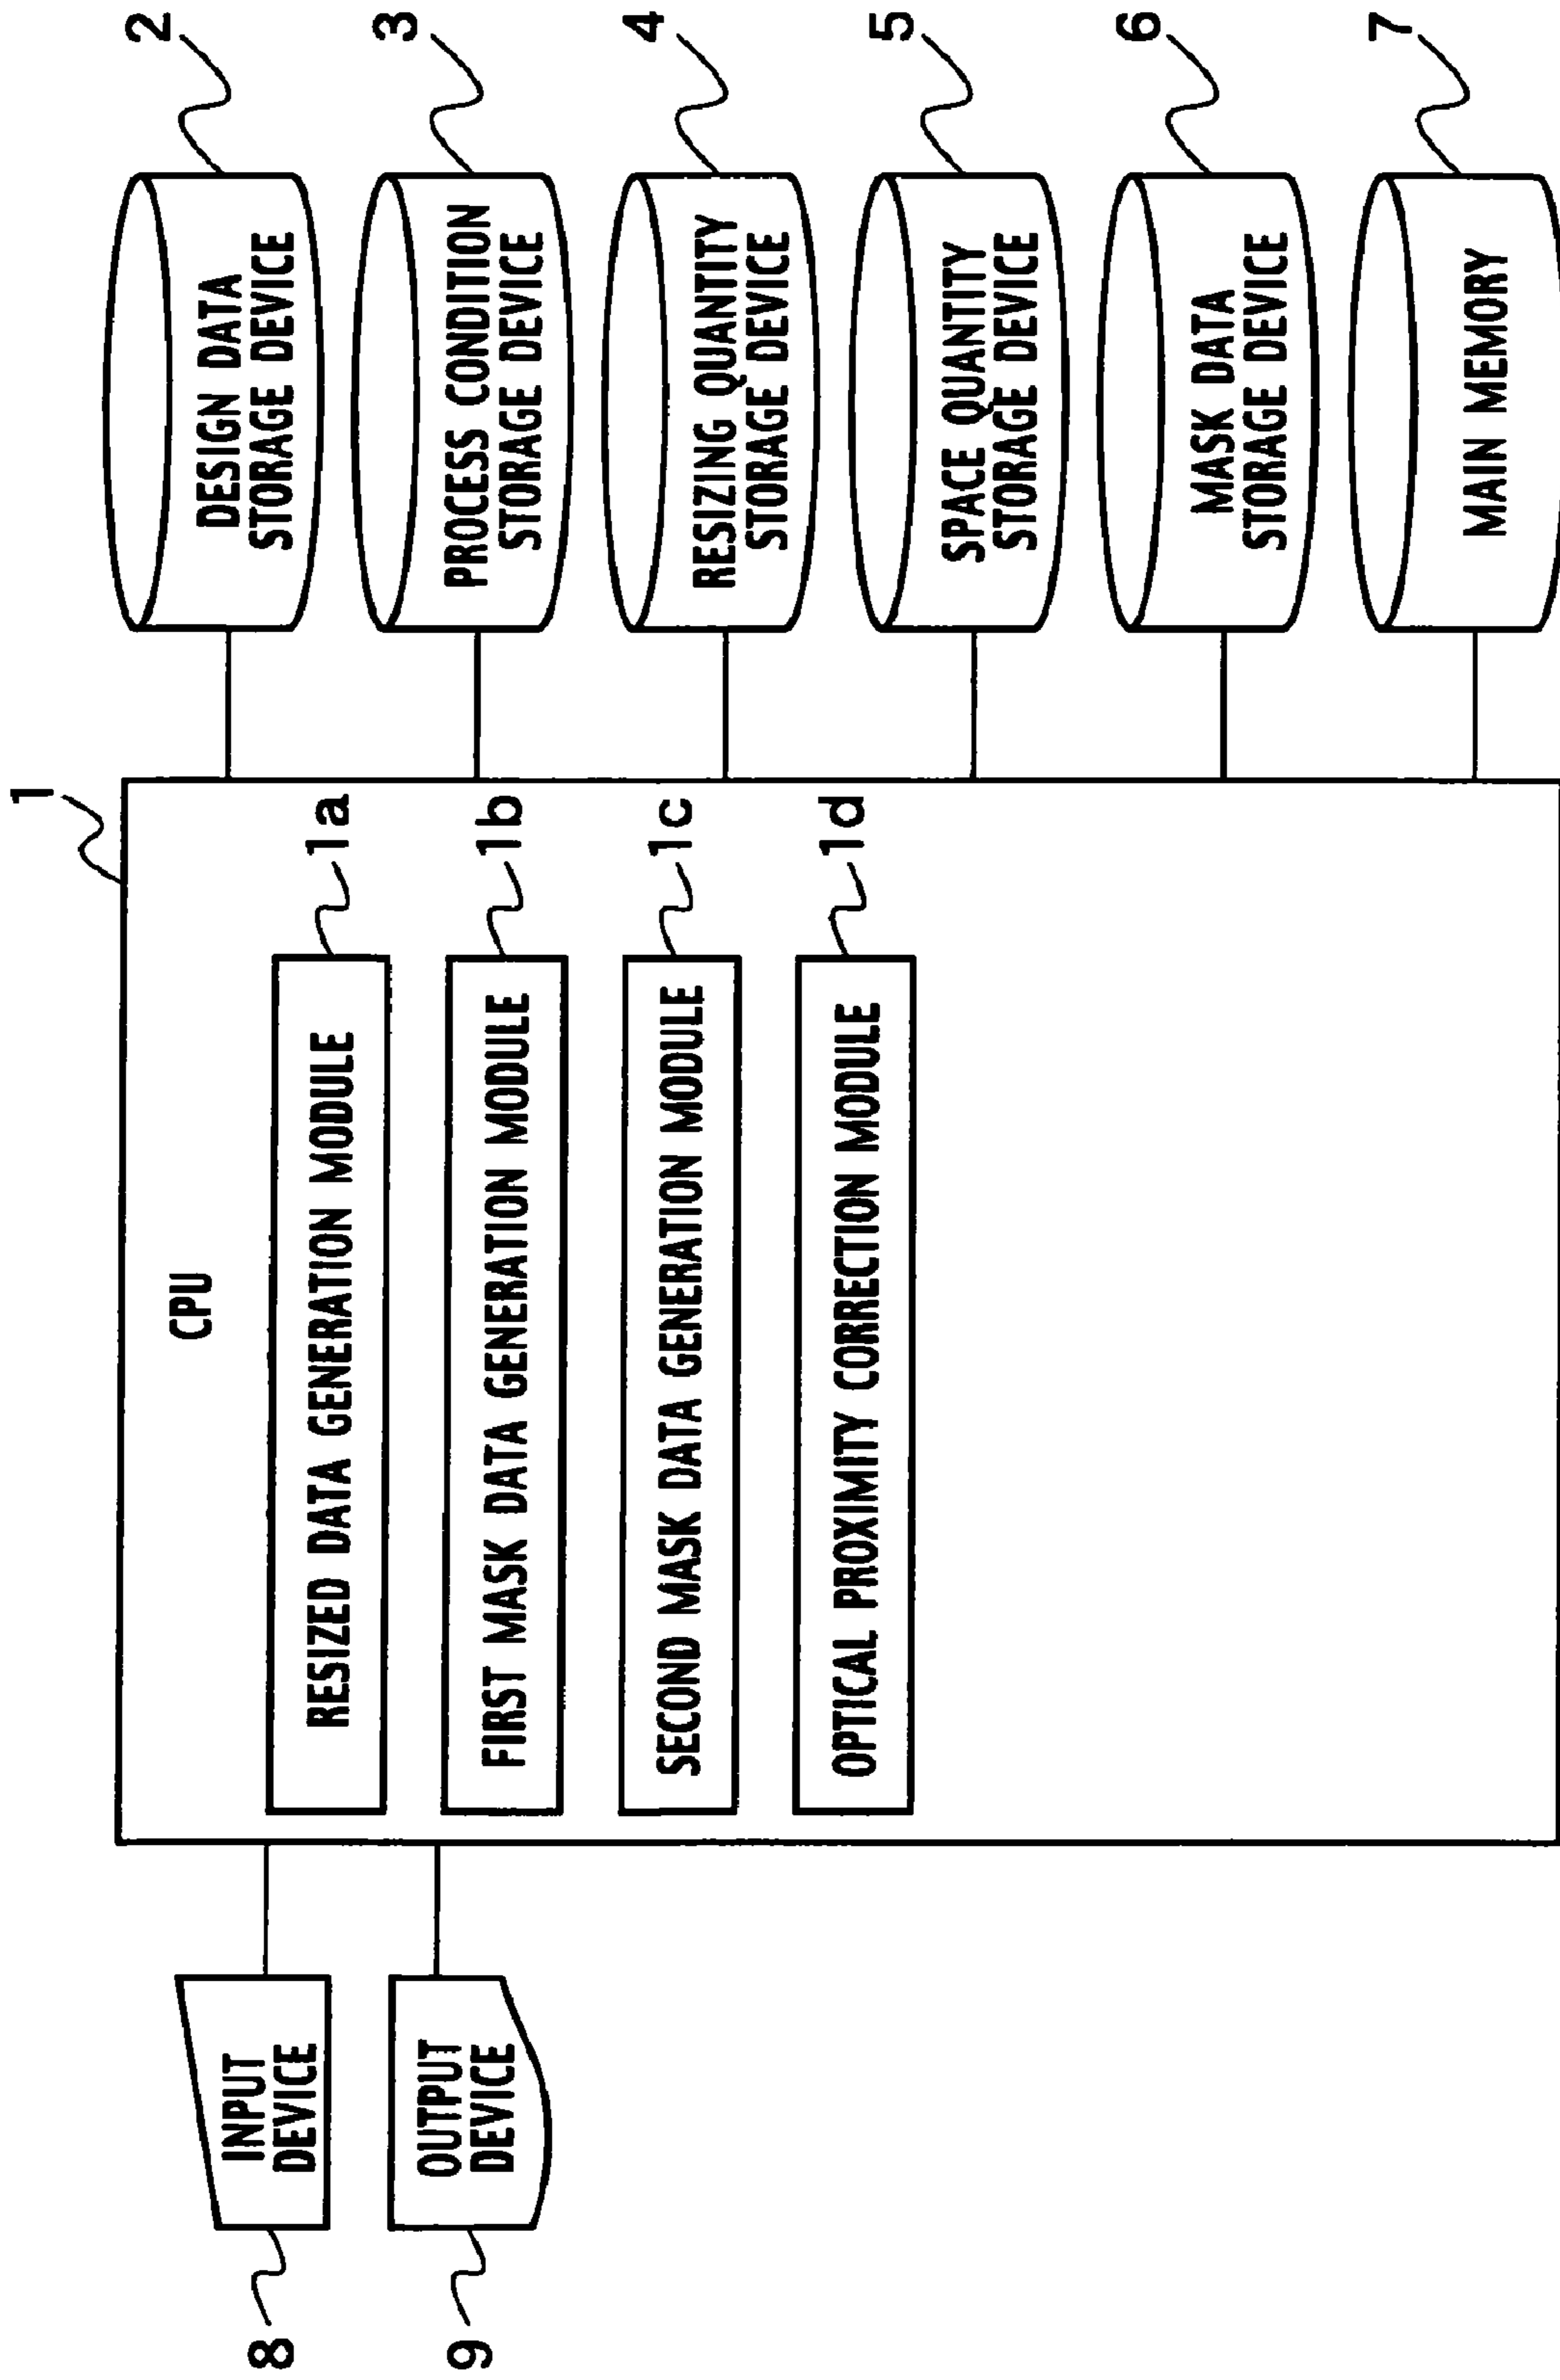 1
CPU
RESIZED DATA GENERATION MODULE
1a
FIRST MASK DATA GENERATION MODULE
1b
SECOND MASK DATA GENERATION MODULE
1c
OPTICAL PROXIMITY CORRECTION MODULE
1d
8
INPUT
DEVICE
9
OUTPUT
DEVICE
DESIGN DATA
STORAGE DEVICE
2
PROCESS CONDITION
STORAGE DEVICE
3
RESIZING QUANTITY
STORAGE DEVICE
4
SPACE QUANTITY
STORAGE DEVICE
5
MASK DATA
STORAGE DEVICE
6
MAIN MEMORY
7